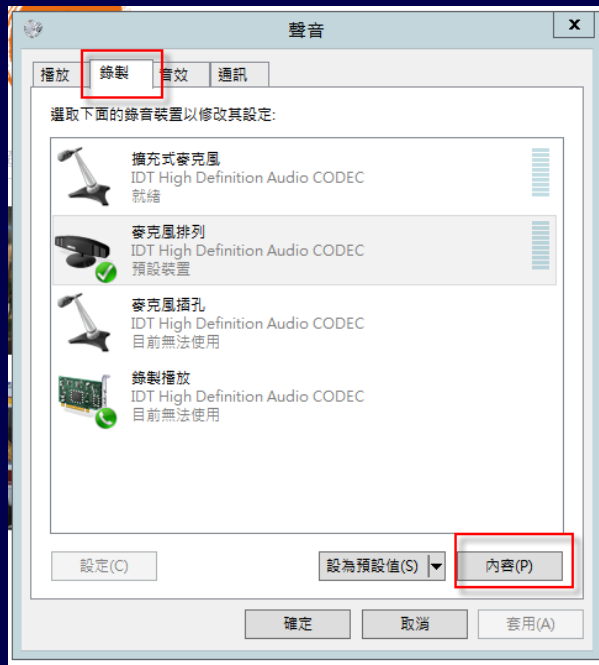 聲音
x
播放 錄製 音效 通訊
選取下面的錄音裝置以修改其設定:
擴充式麥克風
IDT High Definition Audio CODEC
就緒
麥克風排列
IDT High Definition Audio CODEC
預設裝置
麥克風插孔
IDT High Definition Audio CODEC
目前無法使用
錄製播放
IDT High Definition Audio CODEC
目前無法使用
設定(C) 設為預設值(S) 內容(P)
確定 取消 套用(A)